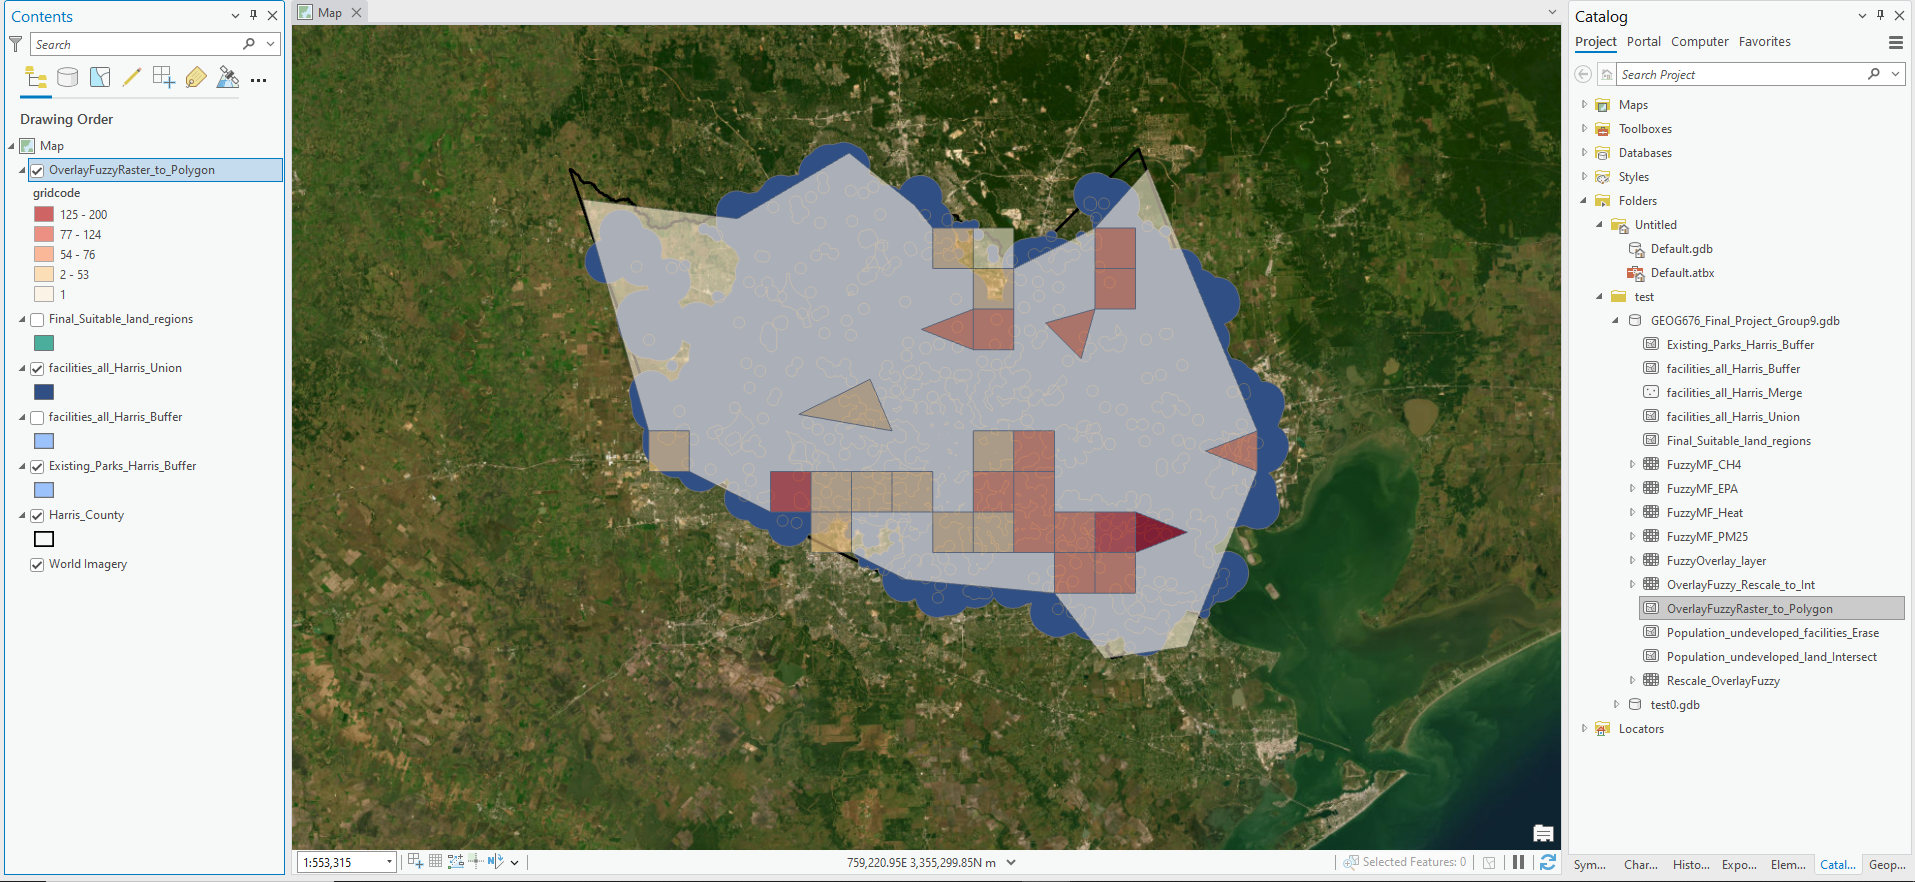 Contents
Search
Drawing Order
Map
OverlayFuzzyRaster_to_Polygon
gridcode
125 - 200
77 - 124
54 - 76
2 - 53
1
Final_Suitable_land_regions
facilities_all_Harris_Union
facilities_all_Harris_Buffer
Existing_Parks_Harris_Buffer
Harris_County
World Imagery
Map
1:553,315
759,220.95E 3,355,299.85N m
Selected Features: 0
Catalog
Project Portal Computer Favorites
Search Project
Maps
Toolboxes
Databases
Styles
Folders
Untitled
Default.gdb
Default.atbx
test
GEOG676_Final_Project_Group9.gdb
Existing_Parks_Harris_Buffer
facilities_all_Harris_Buffer
facilities_all_Harris_Merge
facilities_all_Harris_Union
Final_Suitable_land_regions
FuzzyMF_CH4
FuzzyMF_EPA
FuzzyMF_Heat
FuzzyMF_PM25
FuzzyOverlay_layer
OverlayFuzzy_Rescale_to_Int
OverlayFuzzyRaster_to_Polygon
Population_undeveloped_facilities_Erase
Population_undeveloped_land_Intersect
Rescale_OverlayFuzzy
test0.gdb
Locators
Sym... Char... Histo... Expo... Elem... Catal... Geop...